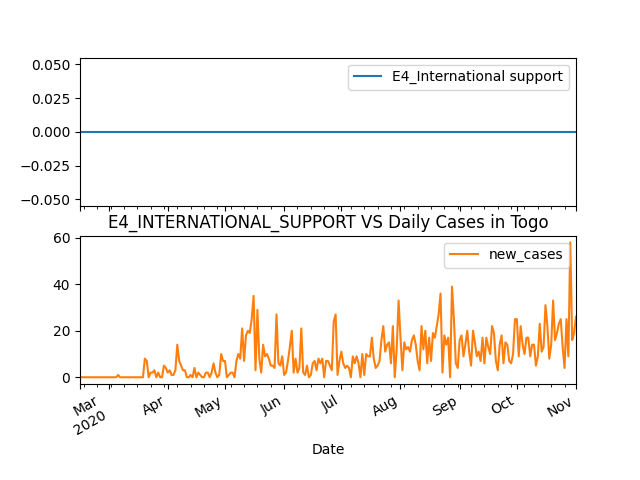 0.050
0.025
0.000
−0.025
−0.050
E4_International support
E4_INTERNATIONAL_SUPPORT VS Daily Cases in Togo
60
40
20
0
new_cases
Mar
2020
Apr
May
Jun
Jul
Aug
Sep
Oct
Nov
Date